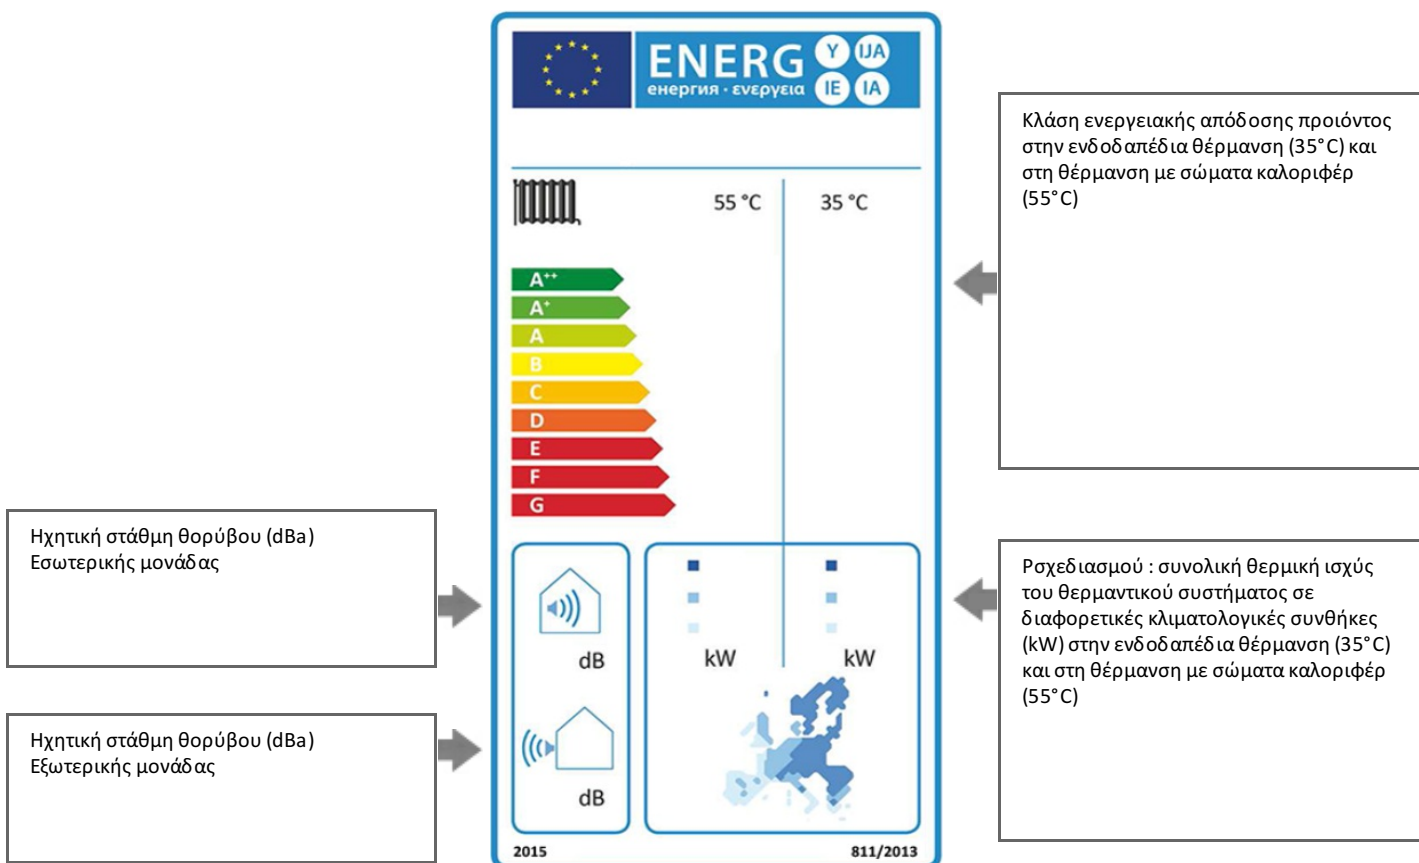 ENERG
енергия · ενεργεια
Y IJA
IE IA
55 °C 35 °C
A++
A+
A
B
C
D
E
F
G
dB
dB
kW kW
2015 811/2013
Κλάση ενεργειακής απόδοσης προιόντος
στην ενδοδαπέδια θέρμανση (35°C) και
στη θέρμανση με σώματα καλοριφέρ
(55°C)
Ηχητική στάθμη θορύβου (dBa)
Εσωτερικής μονάδας
Ρσχεδιασμού : συνολική θερμική ισχύς
του θερμαντικού συστήματος σε
διαφορετικές κλιματολογικές συνθήκες
(kW) στην ενδοδαπέδια θέρμανση (35°C)
και στη θέρμανση με σώματα καλοριφέρ
(55°C)
Ηχητική στάθμη θορύβου (dBa)
Εξωτερικής μονάδας